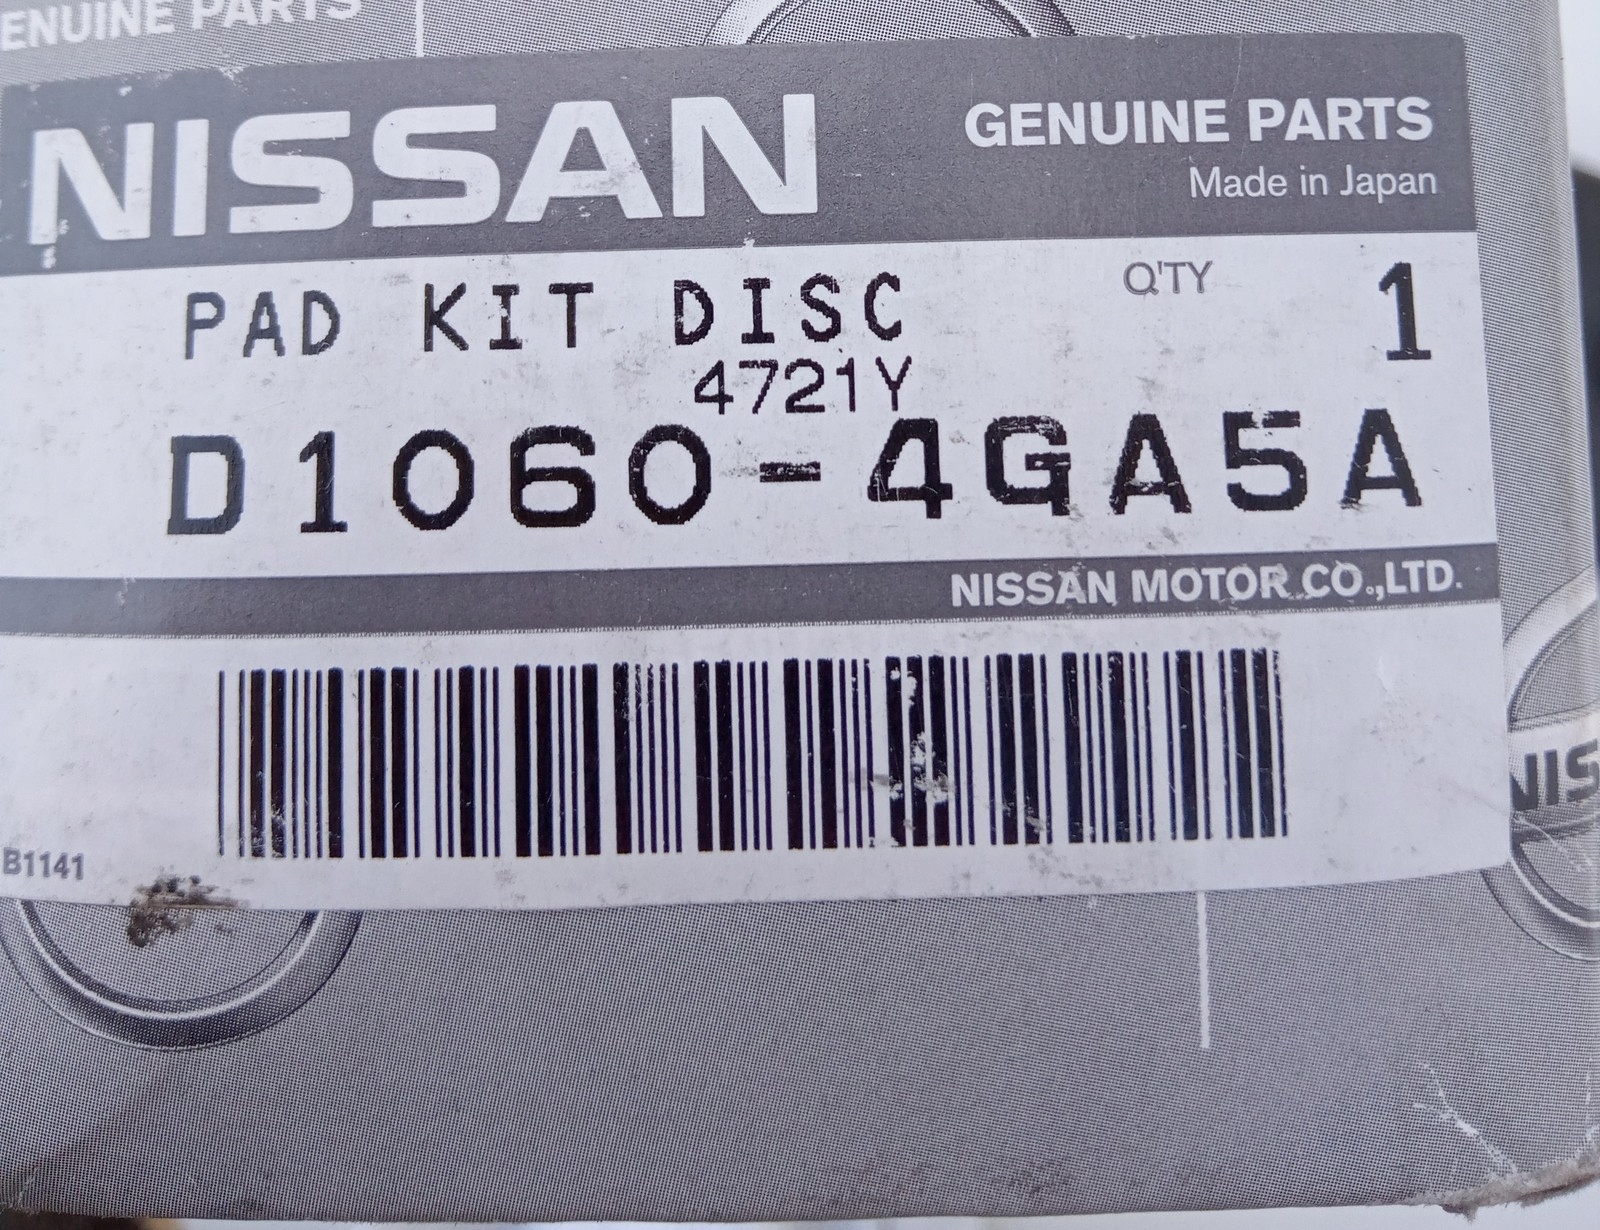 ENUINE PARTS
NISSAN
GENUINE PARTS
Made in Japan
PAD KIT DISC
Q'TY 1
4721Y
D1060-4GA5A
NISSAN MOTOR CO.,LTD.
B1141
NIS